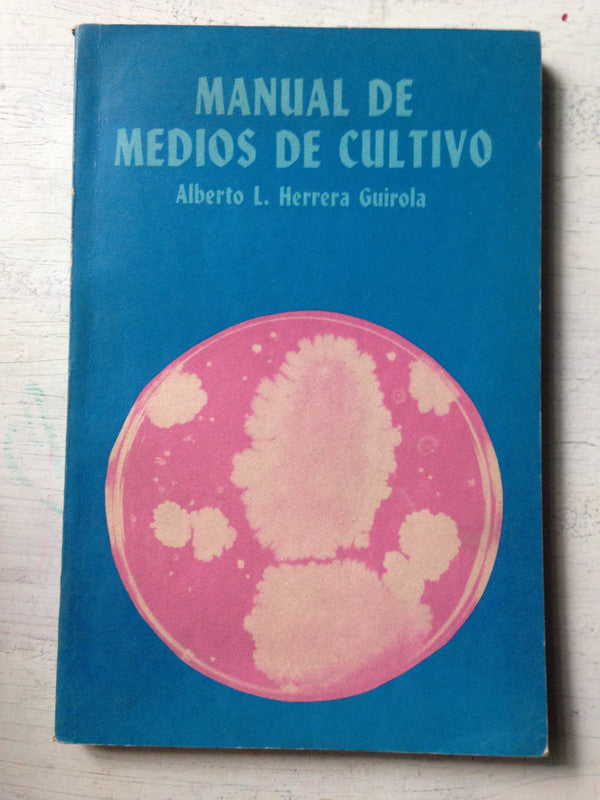 MANUAL DE
MEDIOS DE CULTIVO
Alberto L. Herrera Guirola